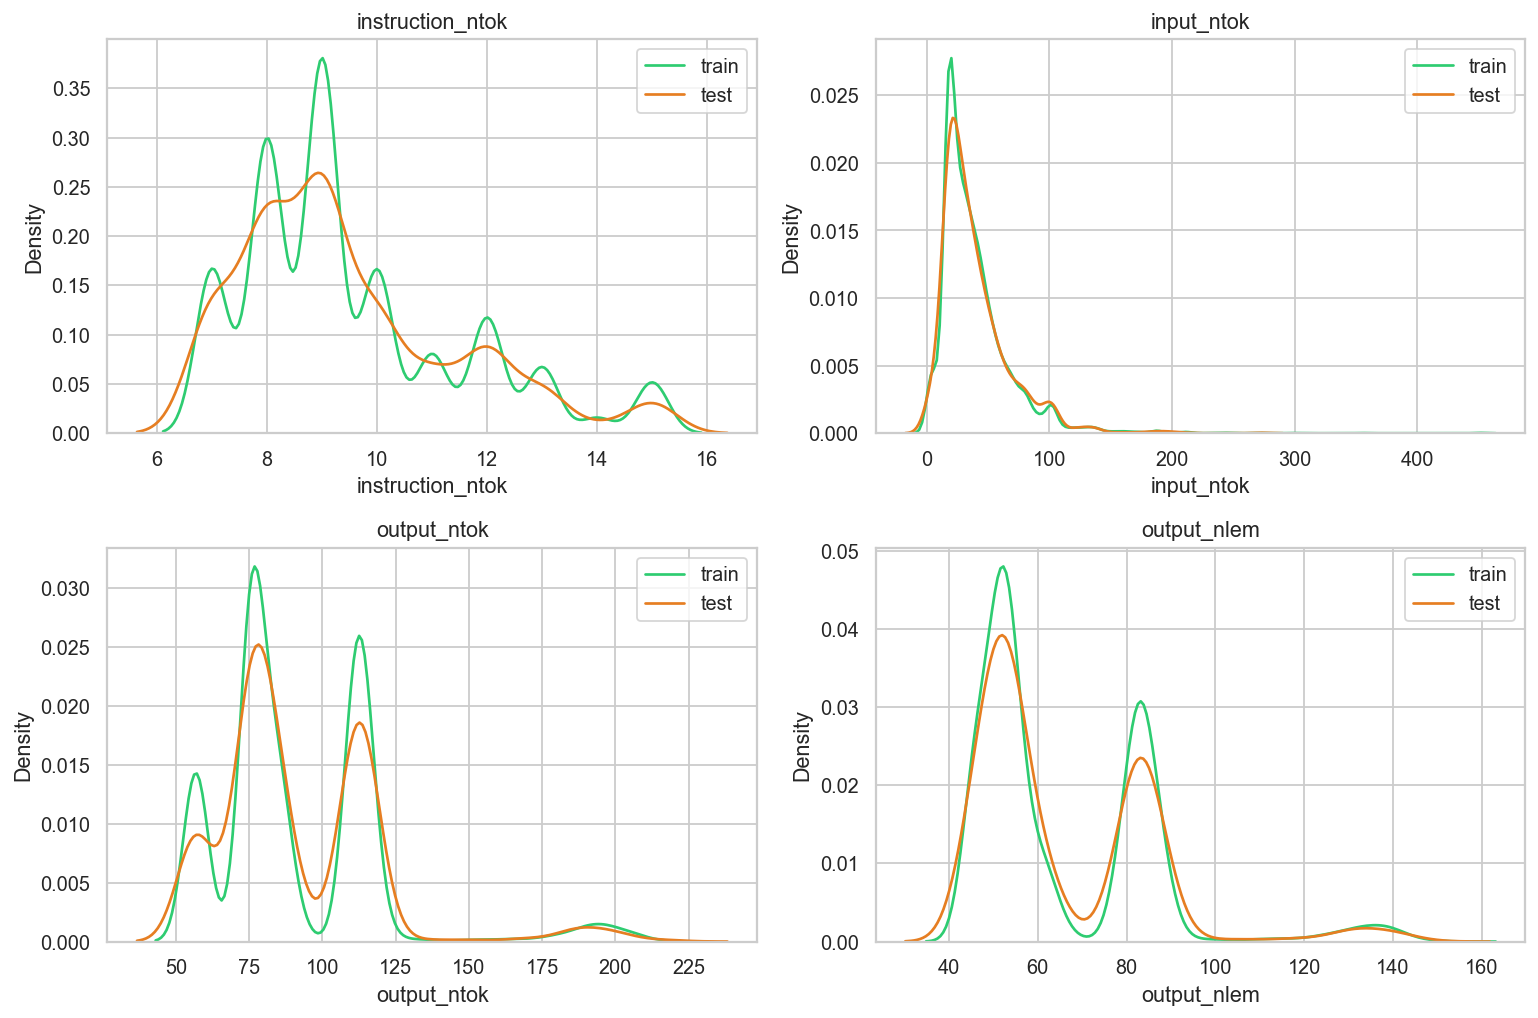 instruction_ntok
train
test
Density
0.35
0.30
0.25
0.20
0.15
0.10
0.05
0.00
6 8 10 12 14 16
instruction_ntok
input_ntok
train
test
Density
0.025
0.020
0.015
0.010
0.005
0.000
0 100 200 300 400
input_ntok
output_ntok
train
test
Density
0.030
0.025
0.020
0.015
0.010
0.005
0.000
50 75 100 125 150 175 200 225
output_ntok
output_nlem
train
test
Density
0.05
0.04
0.03
0.02
0.01
0.00
40 60 80 100 120 140 160
output_nlem